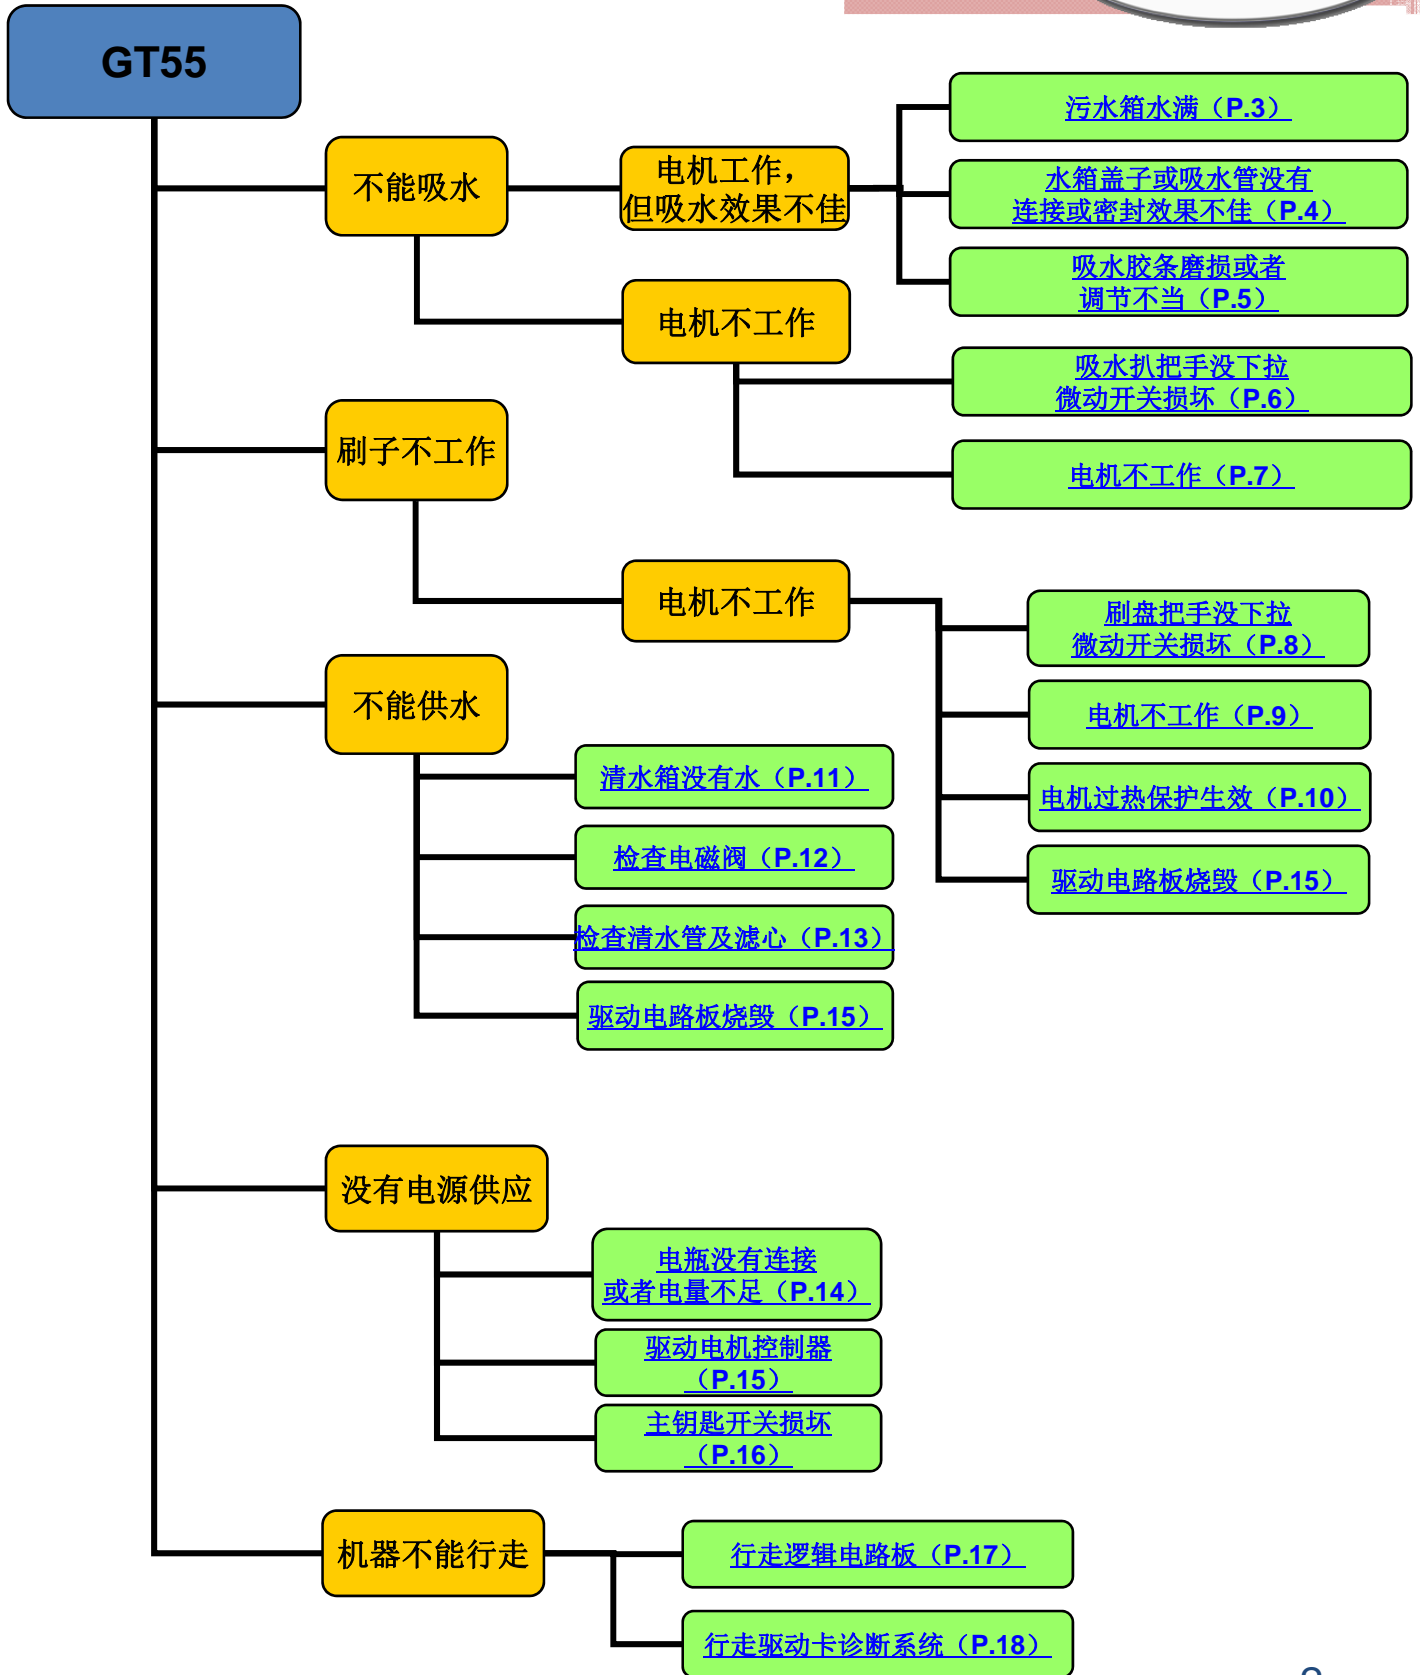 GT55
不能吸水
电机工作，
但吸水效果不佳
污水箱水满（P.3）
水箱盖子或吸水管没有
连接或密封效果不佳（P.4）
吸水胶条磨损或者
调节不当（P.5）
电机不工作
吸水扒把手没下拉
微动开关损坏（P.6）
电机不工作（P.7）
刷子不工作
电机不工作
刷盘把手没下拉
微动开关损坏（P.8）
电机不工作（P.9）
电机过热保护生效（P.10）
驱动电路板烧毁（P.15）
不能供水
清水箱没有水（P.11）
检查电磁阀（P.12）
检查清水管及滤心（P.13）
驱动电路板烧毁（P.15）
没有电源供应
电瓶没有连接
或者电量不足（P.14）
驱动电机控制器
（P.15）
主钥匙开关损坏
（P.16）
机器不能行走
行走逻辑电路板（P.17）
行走驱动卡诊断系统（P.18）